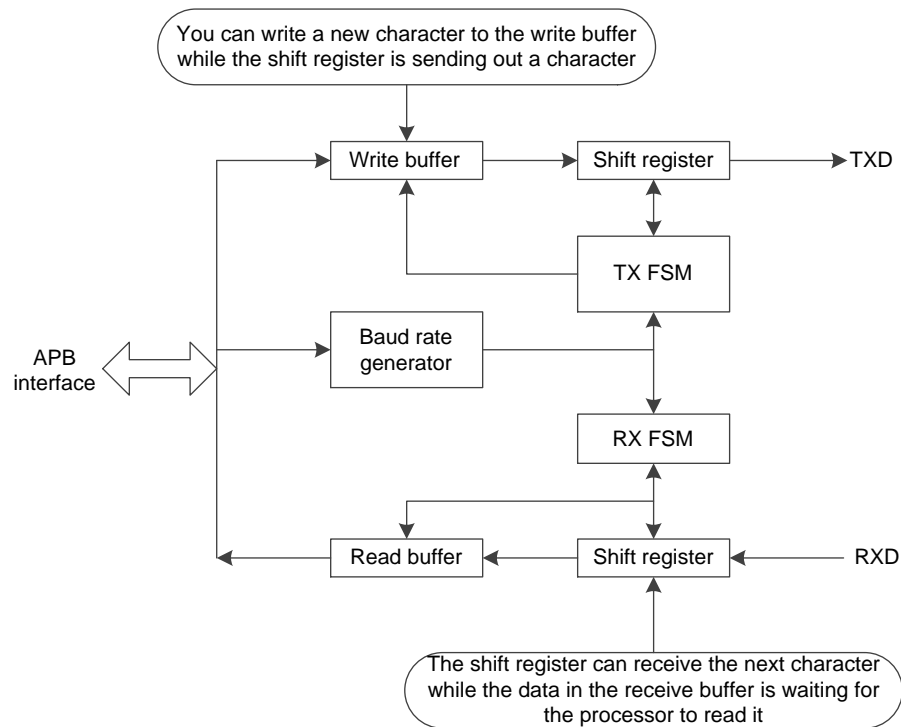 You can write a new character to the write buffer
while the shift register is sending out a character
Write buffer
Shift register
TXD
TX FSM
Baud rate
generator
APB
interface
RX FSM
Read buffer
Shift register
RXD
The shift register can receive the next character
while the data in the receive buffer is waiting for
the processor to read it